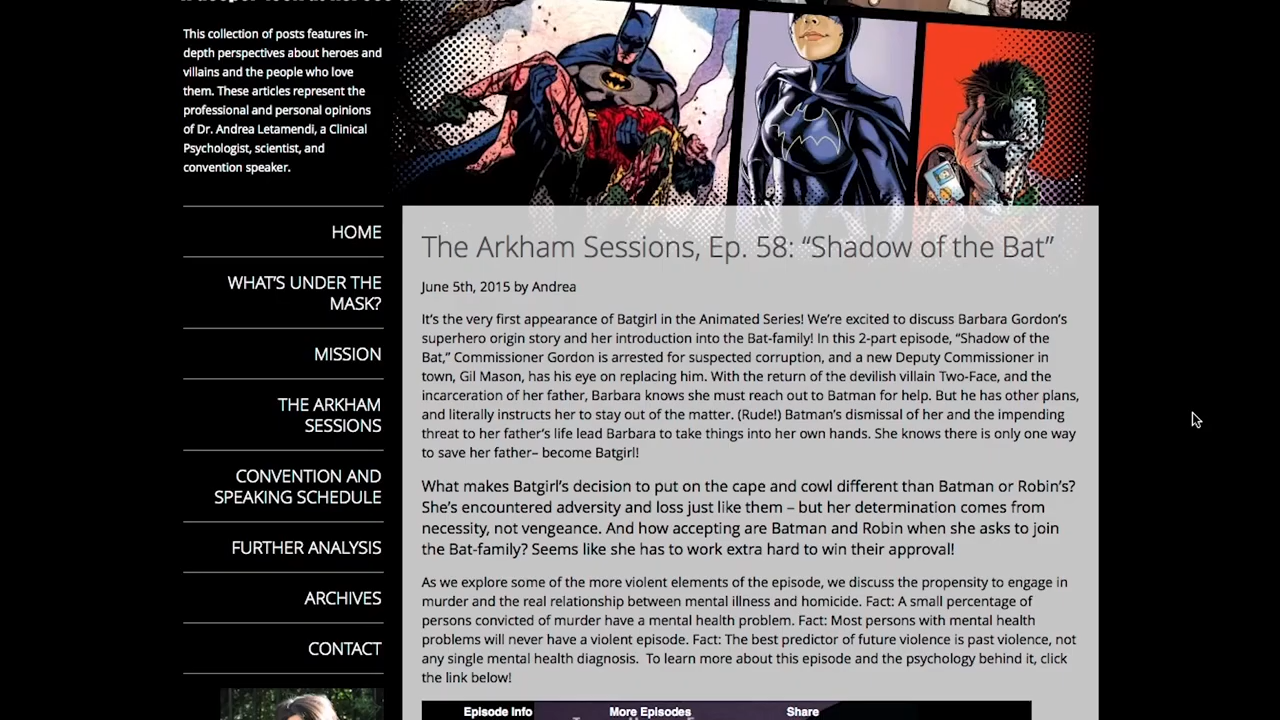 This collection of posts features in-
depth perspectives about heroes and
villains and the people who love
them. These articles represent the
professional and personal opinions
of Dr. Andrea Letamendi, a Clinical
Psychologist, scientist, and
convention speaker.
HOME
WHAT'S UNDER THE
MASK?
MISSION
THE ARKHAM
SESSIONS
CONVENTION AND
SPEAKING SCHEDULE
FURTHER ANALYSIS
ARCHIVES
CONTACT
The Arkham Sessions, Ep. 58: “Shadow of the Bat”
June 5th, 2015 by Andrea
It’s the very first appearance of Batgirl in the Animated Series! We’re excited to discuss Barbara Gordon’s
superhero origin story and her introduction into the Bat-family! In this 2-part episode, “Shadow of the
Bat,” Commissioner Gordon is arrested for suspected corruption, and a new Deputy Commissioner in
town, Gil Mason, has his eye on replacing him. With the return of the devilish villain Two-Face, and the
incarceration of her father, Barbara knows she must reach out to Batman for help. But he has other plans,
and literally instructs her to stay out of the matter. (Rude!) Batman’s dismissal of her and the impending
threat to her father’s life lead Barbara to take things into her own hands. She knows there is only one way
to save her father– become Batgirl!
What makes Batgirl’s decision to put on the cape and cowl different than Batman or Robin’s?
She’s encountered adversity and loss just like them – but her determination comes from
necessity, not vengeance. And how accepting are Batman and Robin when she asks to join
the Bat-family? Seems like she has to work extra hard to win their approval!
As we explore some of the more violent elements of the episode, we discuss the propensity to engage in
murder and the real relationship between mental illness and homicide. Fact: A small percentage of
persons convicted of murder have a mental health problem. Fact: Most persons with mental health
problems will never have a violent episode. Fact: The best predictor of future violence is past violence, not
any single mental health diagnosis. To learn more about this episode and the psychology behind it, click
the link below!
Episode Info More Episodes Share